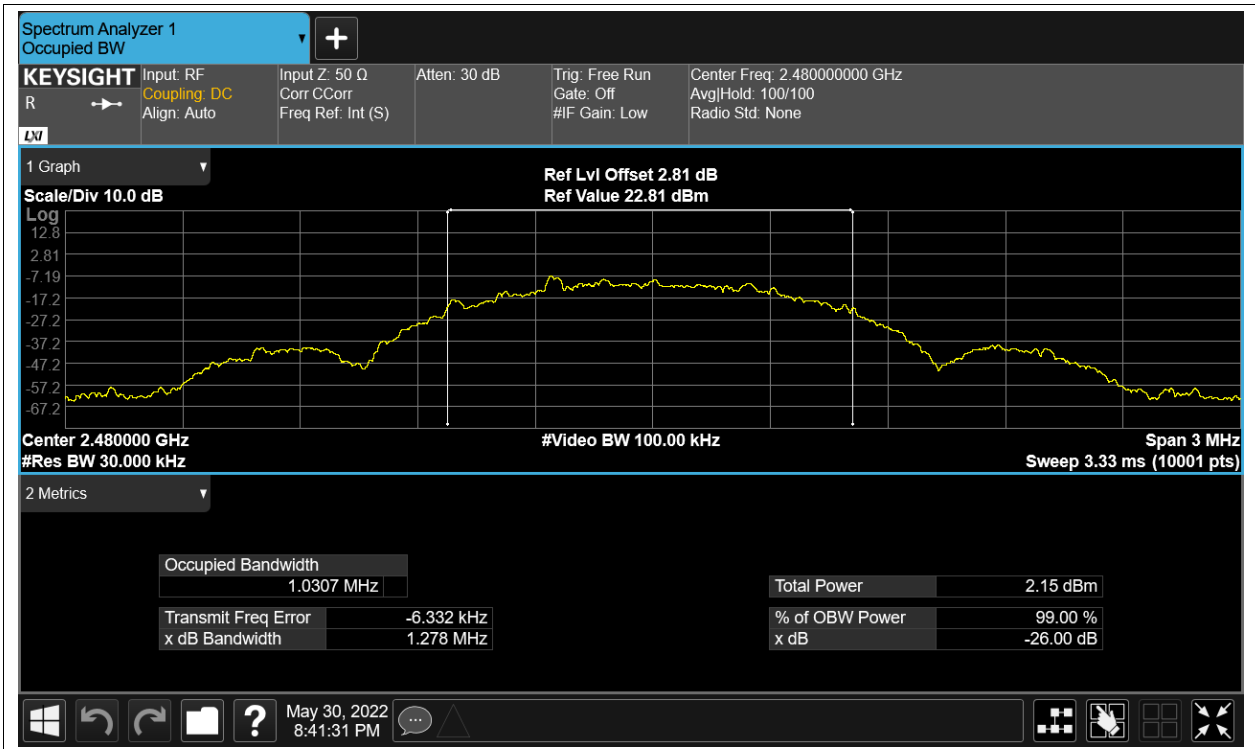 Spectrum Analyzer 1
Occupied BW
KEYSIGHT
R
LXI
Input: RF
Coupling: DC
Align: Auto
Input Z: 50 Ω
Corr CCorr
Freq Ref: Int (S)
Atten: 30 dB
Trig: Free Run
Gate: Off
#IF Gain: Low
Center Freq: 2.480000000 GHz
Avg|Hold: 100/100
Radio Std: None
1 Graph
Scale/Div 10.0 dB
Ref Lvl Offset 2.81 dB
Ref Value 22.81 dBm
Log
12.8
2.81
-7.19
-17.2
-27.2
-37.2
-47.2
-57.2
-67.2
Center 2.480000 GHz
#Res BW 30.000 kHz
#Video BW 100.00 kHz
Span 3 MHz
Sweep 3.33 ms (10001 pts)
2 Metrics
Occupied Bandwidth
1.0307 MHz
Transmit Freq Error -6.332 kHz
x dB Bandwidth 1.278 MHz
Total Power 2.15 dBm
% of OBW Power 99.00 %
x dB -26.00 dB
?
May 30, 2022
8:41:31 PM